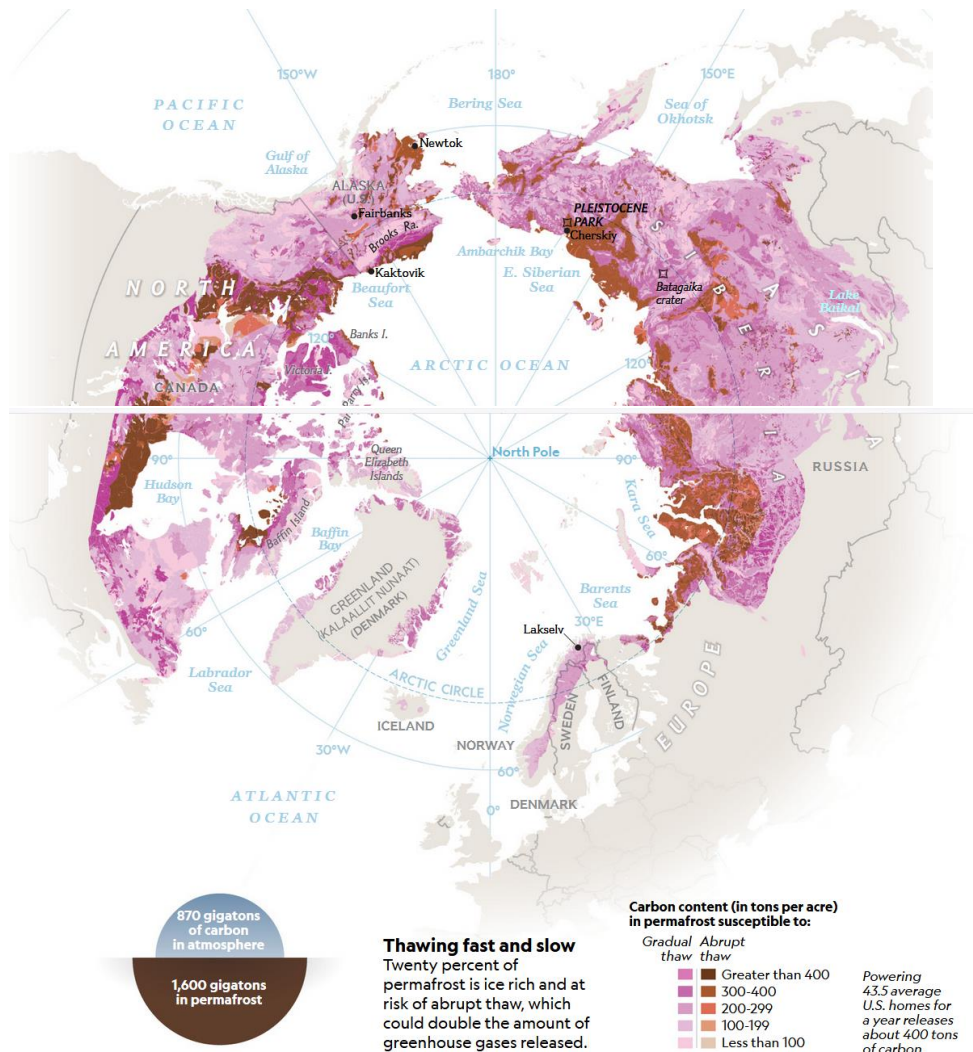 150°W
180°
150°E
PACIFIC
OCEAN
Bering Sea
Sea of
Okhotsk
Gulf of
Alaska
Newtok
ALASKA
(U.S.)
Fairbanks
Brooks Ra.
PLEISTOCENE
PARK
Cherskiy
Ambarchik Bay
Kaktovik
Beaufort
Sea
E. Siberian
Sea
Batagaika
crater
Lake
Baikal
NORTH
AMERICA
120°
Banks I.
Victoria I.
ARCTIC OCEAN
120°
SIBERIA
ASIA
CANADA
Parry Is.
90°
Hudson
Bay
Queen
Elizabeth
Islands
North Pole
90°
RUSSIA
Kara Sea
Baffin Island
Baffin
Bay
60°
GREENLAND
(KALAALLIT NUNAAT)
(DENMARK)
Greenland Sea
Barents
Sea
30°E
Lakselv
60°
Labrador
Sea
ARCTIC CIRCLE
Norwegian Sea
ICELAND
SWEDEN
FINLAND
EUROPE
30°W
NORWAY
60°
ATLANTIC
OCEAN
0°
DENMARK
870 gigatons
of carbon
in atmosphere
1,600 gigatons
in permafrost
Thawing fast and slow
Twenty percent of
permafrost is ice rich and at
risk of abrupt thaw, which
could double the amount of
greenhouse gases released.
Carbon content (in tons per acre)
in permafrost susceptible to:
Gradual Abrupt
thaw thaw
Greater than 400
300-400
200-299
100-199
Less than 100
Powering
43.5 average
U.S. homes for
a year releases
about 400 tons
of carbon